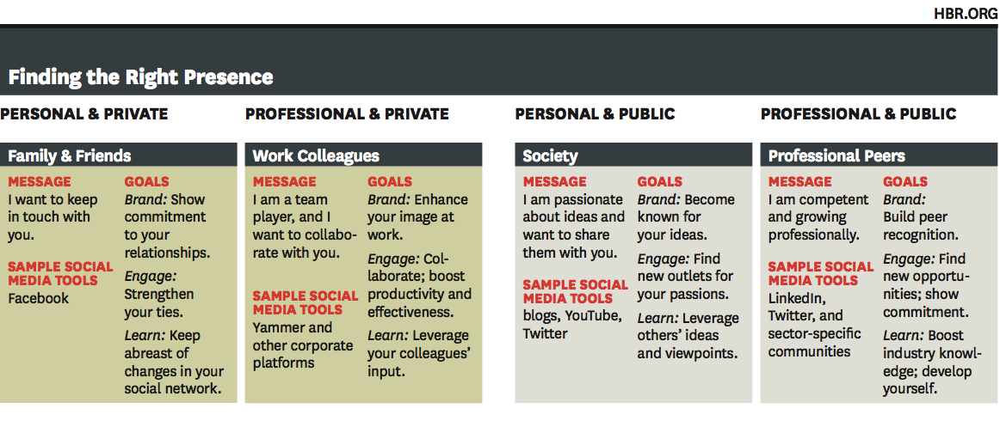 HBR.ORG
Finding the Right Presence
PERSONAL & PRIVATE
Family & Friends
MESSAGE
I want to keep
in touch with
you.
SAMPLE SOCIAL
MEDIA TOOLS
Facebook
GOALS
Brand: Show
commitment
to your
relationships.
Engage:
Strengthen
your ties.
Learn: Keep
abreast of
changes in your
social network.
PROFESSIONAL & PRIVATE
Work Colleagues
MESSAGE
I am a team
player, and I
want to collabo-
rate with you.
SAMPLE SOCIAL
MEDIA TOOLS
Yammer and
other corporate
platforms
GOALS
Brand: Enhance
your image at
work.
Engage: Col-
laborate; boost
productivity and
effectiveness.
Learn: Leverage
your colleagues’
input.
PERSONAL & PUBLIC
Society
MESSAGE
I am passionate
about ideas and
want to share
them with you.
SAMPLE SOCIAL
MEDIA TOOLS
blogs, YouTube,
Twitter
GOALS
Brand: Become
known for
your ideas.
Engage: Find
new outlets for
your passions.
Learn: Leverage
others’ ideas
and viewpoints.
PROFESSIONAL & PUBLIC
Professional Peers
MESSAGE
I am competent
and growing
professionally.
SAMPLE SOCIAL
MEDIA TOOLS
LinkedIn,
Twitter, and
sector-specific
communities
GOALS
Brand:
Build peer
recognition.
Engage: Find
new opportu-
nities; show
commitment.
Learn: Boost
industry knowl-
edge; develop
yourself.